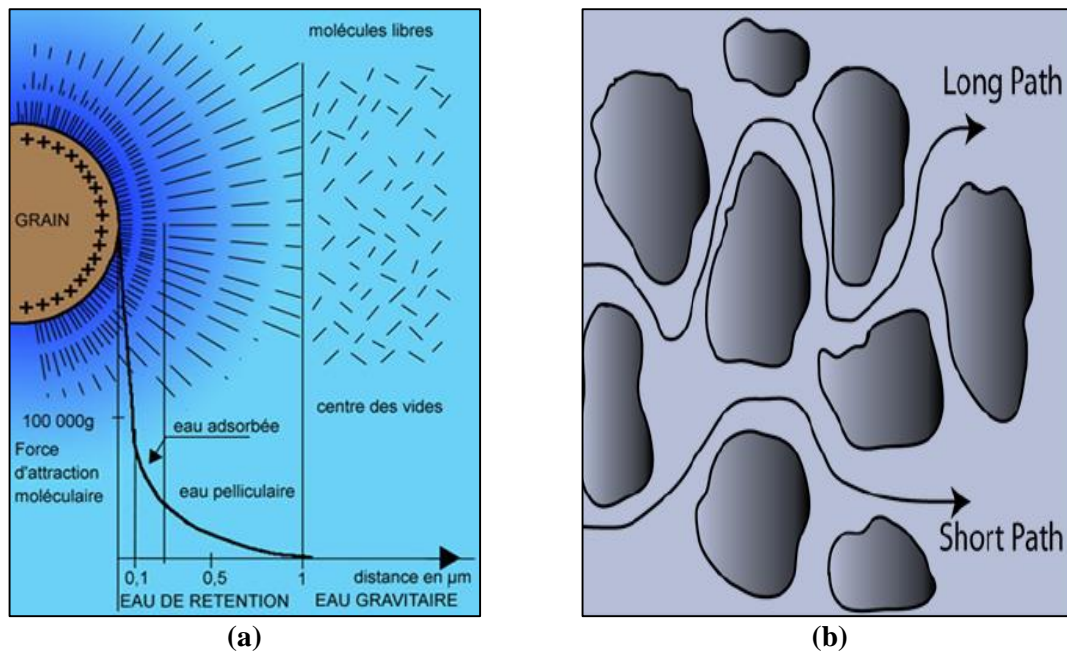 molécules libres
GRAIN
centre des vides
100 000g
eau adsorbée
Force
d'attraction
moléculaire
eau pelliculaire
0,1
0,5
1
distance en µm
EAU DE RETENTION
EAU GRAVITAIRE
(a)
Long Path
Short Path
(b)